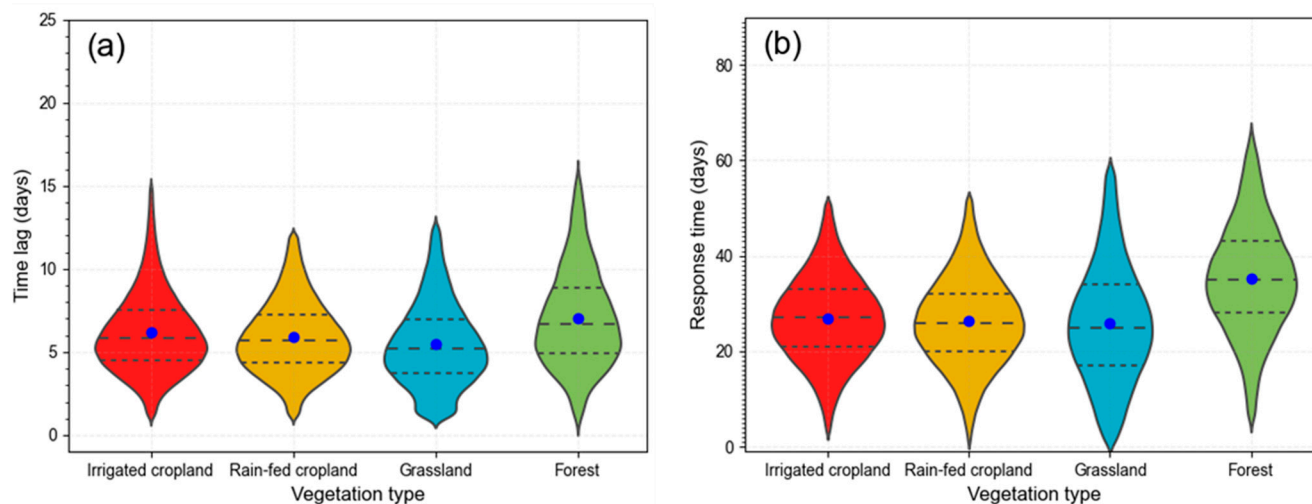 (a)
Time lag (days)
25
20
15
10
5
0
Irrigated cropland Rain-fed cropland Grassland Forest
Vegetation type
(b)
Response time (days)
80
60
40
20
0
Irrigated cropland Rain-fed cropland Grassland Forest
Vegetation type